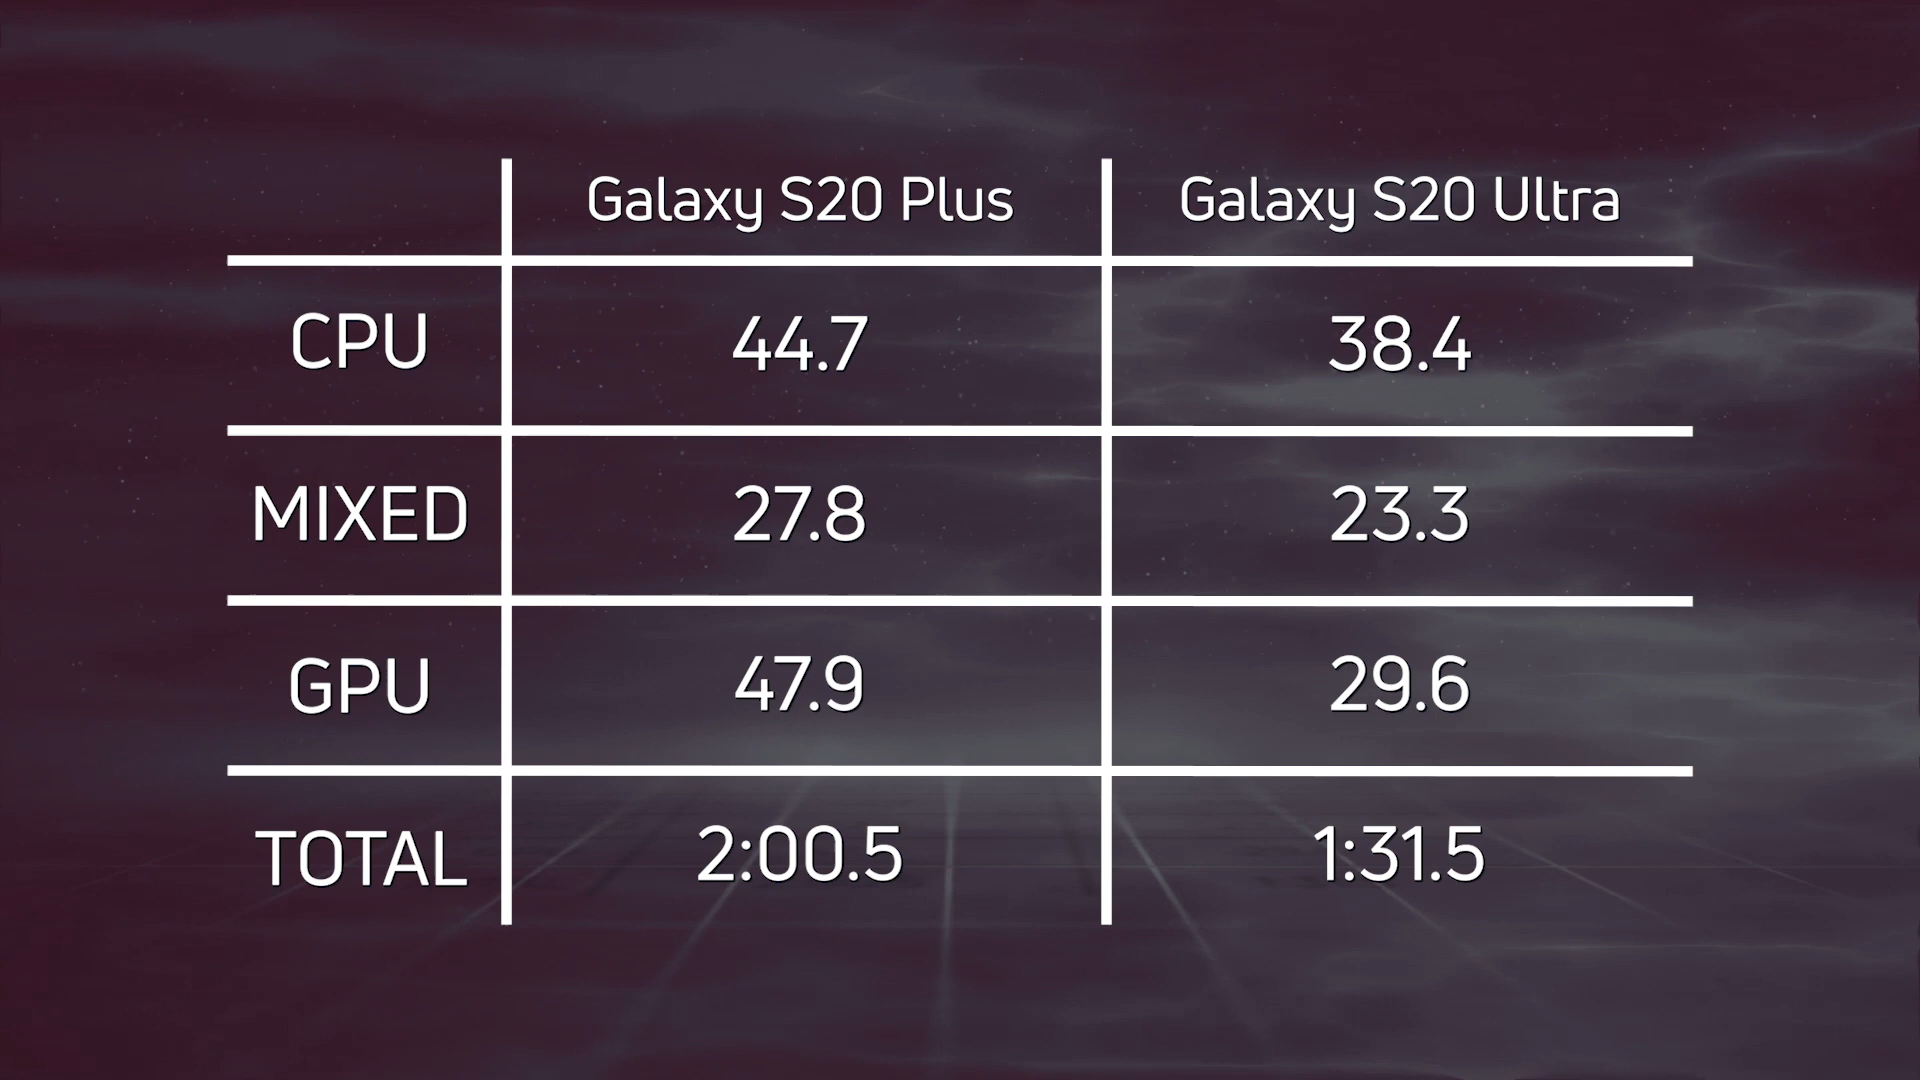 Galaxy S20 Plus Galaxy S20 Ultra
CPU 44.7 38.4
MIXED 27.8 23.3
GPU 47.9 29.6
TOTAL 2:00.5 1:31.5